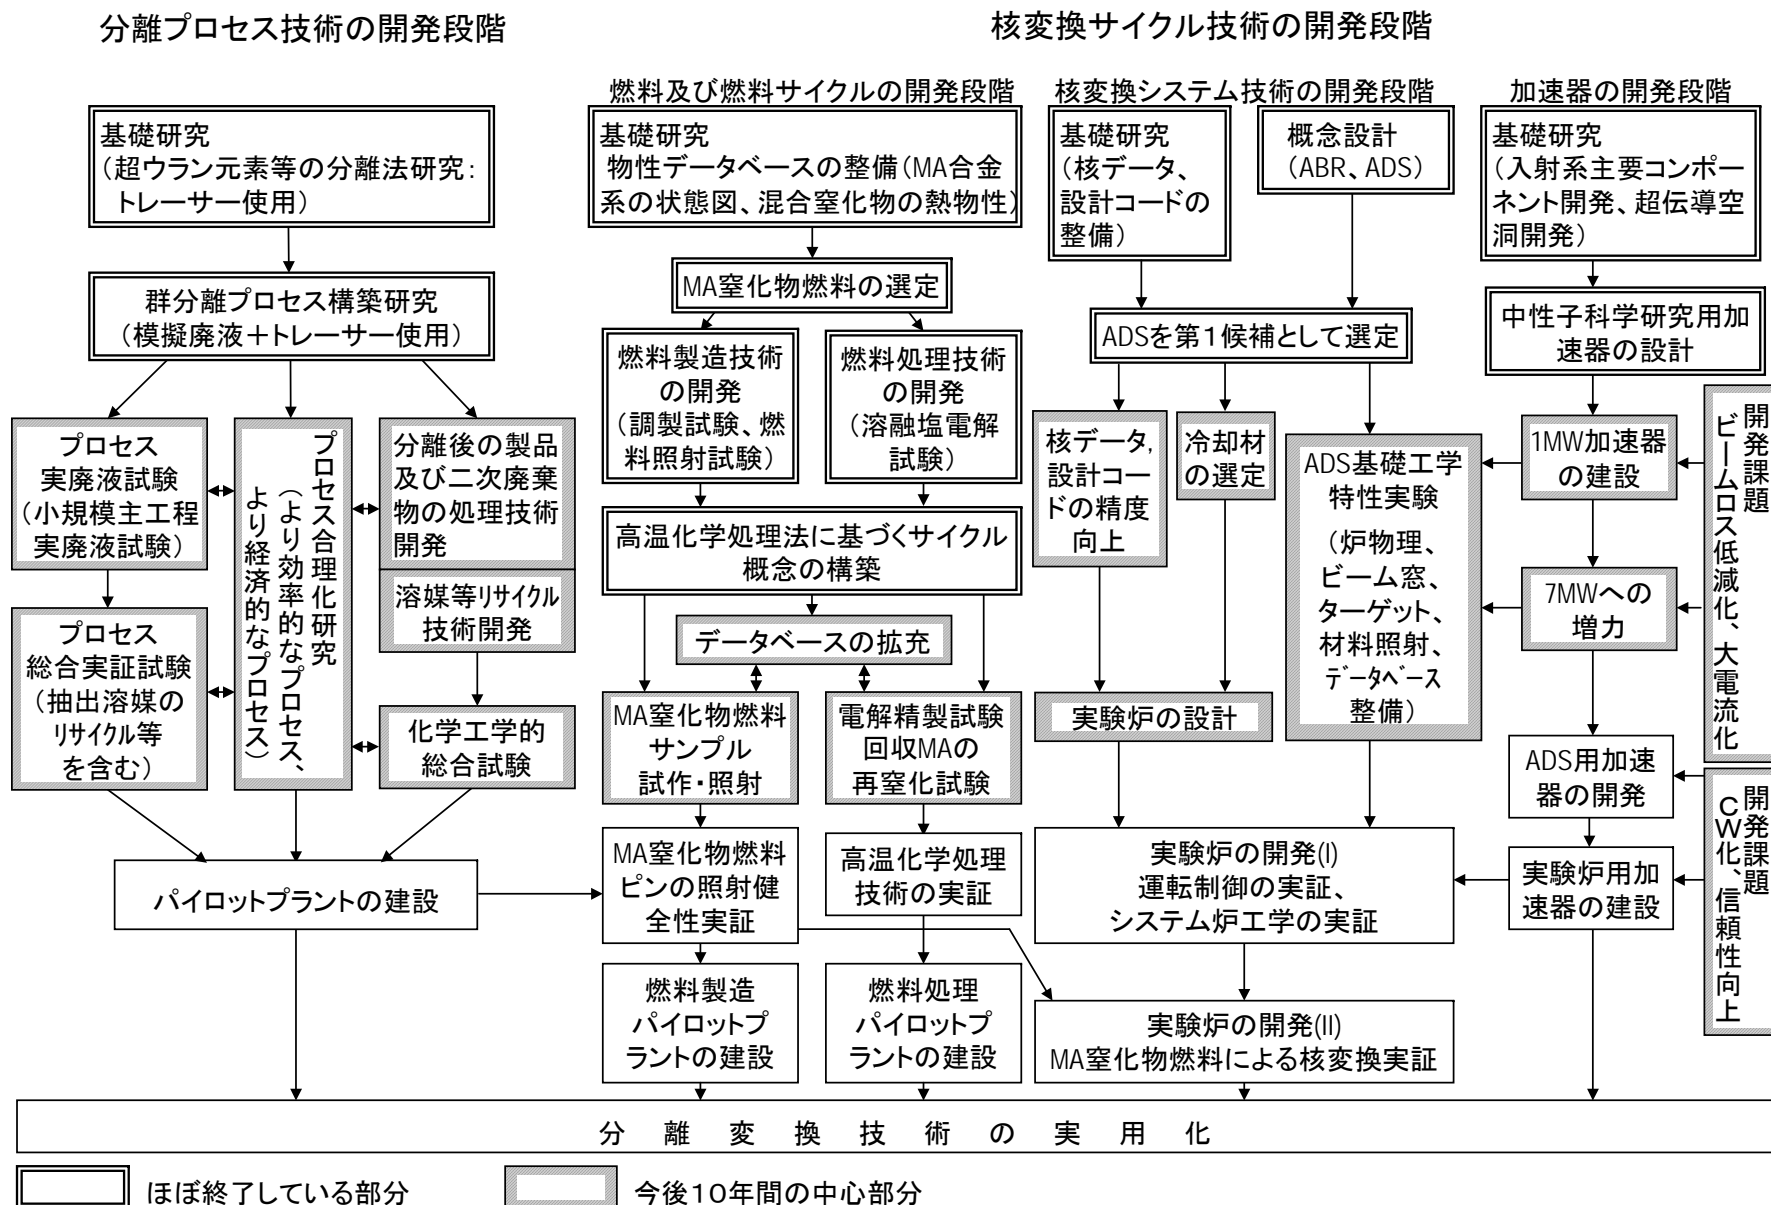 分離プロセス技術の開発段階
核変換サイクル技術の開発段階
燃料及び燃料サイクルの開発段階
核変換システム技術の開発段階
加速器の開発段階
基礎研究
（超ウラン元素等の分離法研究：
トレーサー使用）
群分離プロセス構築研究
（模擬廃液＋トレーサー使用）
プロセス
実廃液試験
（小規模主工程
実廃液試験）
プロセス
総合実証試験
（抽出溶媒の
リサイクル等
を含む）
プロセス合理化研究
（より効率的なプロセス、
より経済的なプロセス）
分離後の製品
及び二次廃棄
物の処理技術
開発
溶媒等リサイクル
技術開発
化学工学的
総合試験
パイロットプラントの建設
基礎研究
物性データベースの整備（MA合金
系の状態図、混合窒化物の熱物性）
MA窒化物燃料の選定
燃料製造技術
の開発
（調製試験、燃
料照射試験）
燃料処理技術
の開発
（溶融塩電解
試験）
高温化学処理法に基づくサイクル
概念の構築
データベースの拡充
MA窒化物燃料
サンプル
試作・照射
電解精製試験
回収MAの
再窒化試験
MA窒化物燃料
ピンの照射健
全性実証
高温化学処理
技術の実証
燃料製造
パイロットプ
ラントの建設
燃料処理
パイロットプ
ラントの建設
基礎研究
（核データ、
設計コードの
整備）
概念設計
（ABR、ADS）
ADSを第１候補として選定
核データ,
設計コー
ドの精度
向上
冷却材
の選定
ADS基礎工学
特性実験
（炉物理、
ビーム窓、
ターゲット、
材料照射、
データベース
整備）
実験炉の設計
実験炉の開発(I)
運転制御の実証、
システム炉工学の実証
実験炉の開発(II)
MA窒化物燃料による核変換実証
基礎研究
（入射系主要コンポー
ネント開発、超伝導空
洞開発）
中性子科学研究用加
速器の設計
1MW加速器
の建設
7MWへの
増力
ADS用加速
器の開発
実験炉用加
速器の建設
開発課題
ビームロス低減化、大電流化
開発課題
ＣＷ化、信頼性向上
分離変換技術の実用化
ほぼ終了している部分
今後１０年間の中心部分